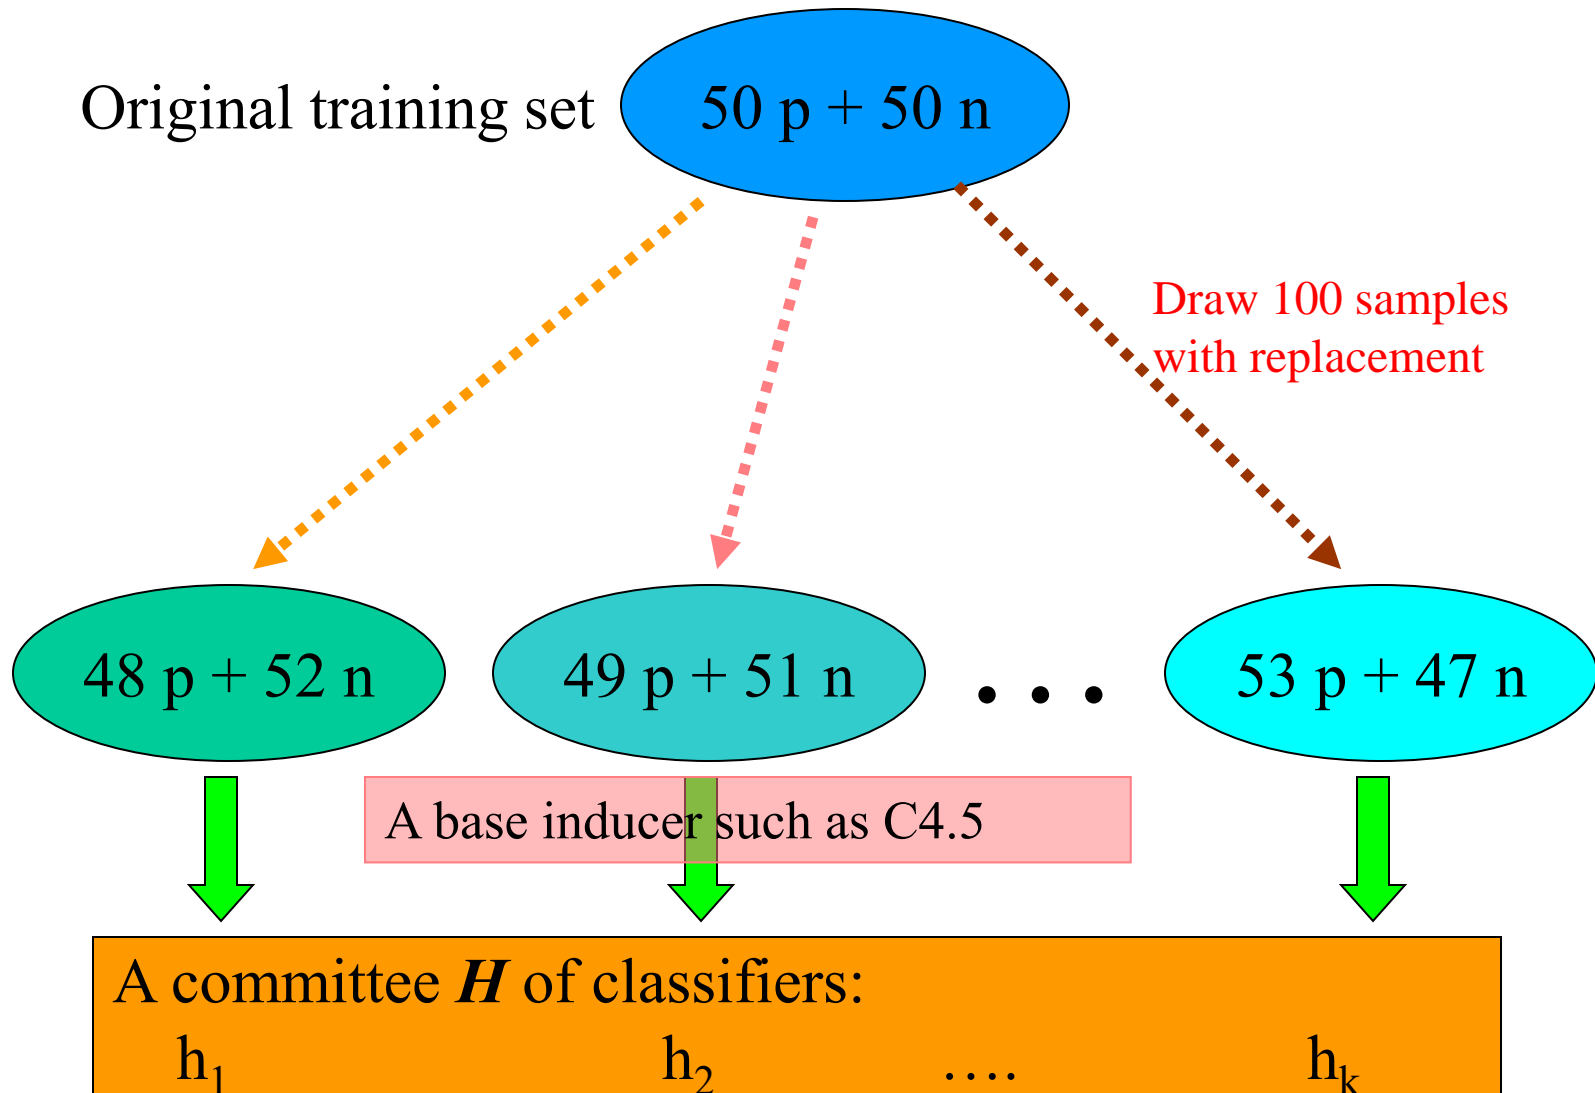 Original training set
50 p + 50 n
Draw 100 samples
with replacement
48 p + 52 n
49 p + 51 n
• • •
53 p + 47 n
A base inducer such as C4.5
A committee H of classifiers:
h1 h2 …. hk